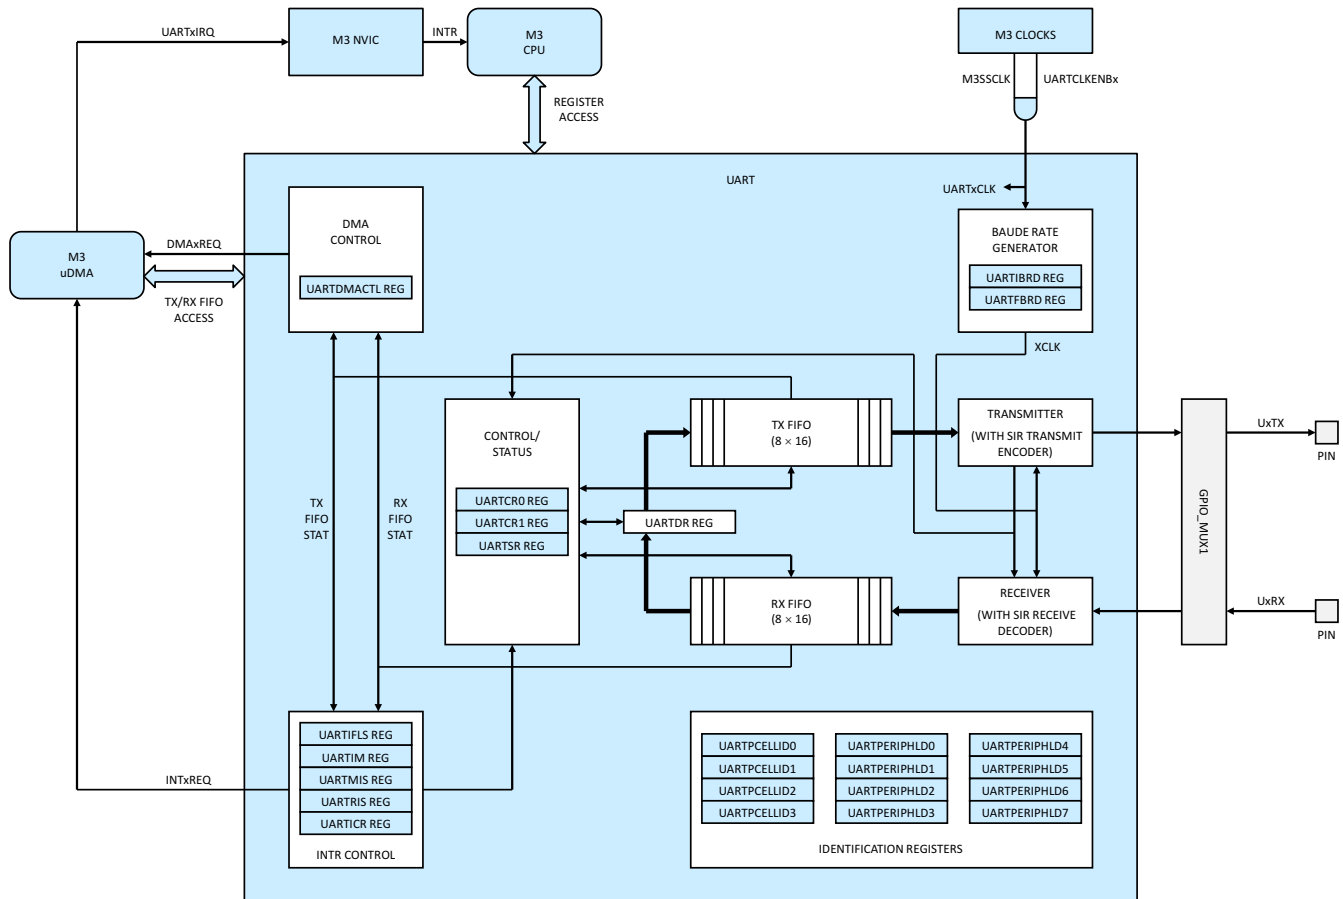 UARTxIRQ
M3 NVIC
INTR
M3
CPU
M3 CLOCKS
M3SSCLK
UARTCLKENBx
REGISTER
ACCESS
UART
UARTxCLK
DMA
CONTROL
UARTDMACTL REG
BAUDE RATE
GENERATOR
UARTIBRD REG
UARTFBRD REG
XCLK
M3
uDMA
DMAxREQ
TX/RX FIFO
ACCESS
CONTROL/
STATUS
UARTCR0 REG
UARTCR1 REG
UARTSR REG
TX
FIFO
STAT
RX
FIFO
STAT
TX FIFO
(8 × 16)
UARTDR REG
RX FIFO
(8 × 16)
TRANSMITTER
(WITH SIR TRANSMIT
ENCODER)
RECEIVER
(WITH SIR RECEIVE
DECODER)
GPIO_MUX1
UxTX
PIN
UxRX
PIN
INTxREQ
UARTIFLS REG
UARTIM REG
UARTMIS REG
UARTRIS REG
UARTICR REG
INTR CONTROL
UARTPCELLID0
UARTPCELLID1
UARTPCELLID2
UARTPCELLID3
UARTPERIPHLD0
UARTPERIPHLD1
UARTPERIPHLD2
UARTPERIPHLD3
UARTPERIPHLD4
UARTPERIPHLD5
UARTPERIPHLD6
UARTPERIPHLD7
IDENTIFICATION REGISTERS